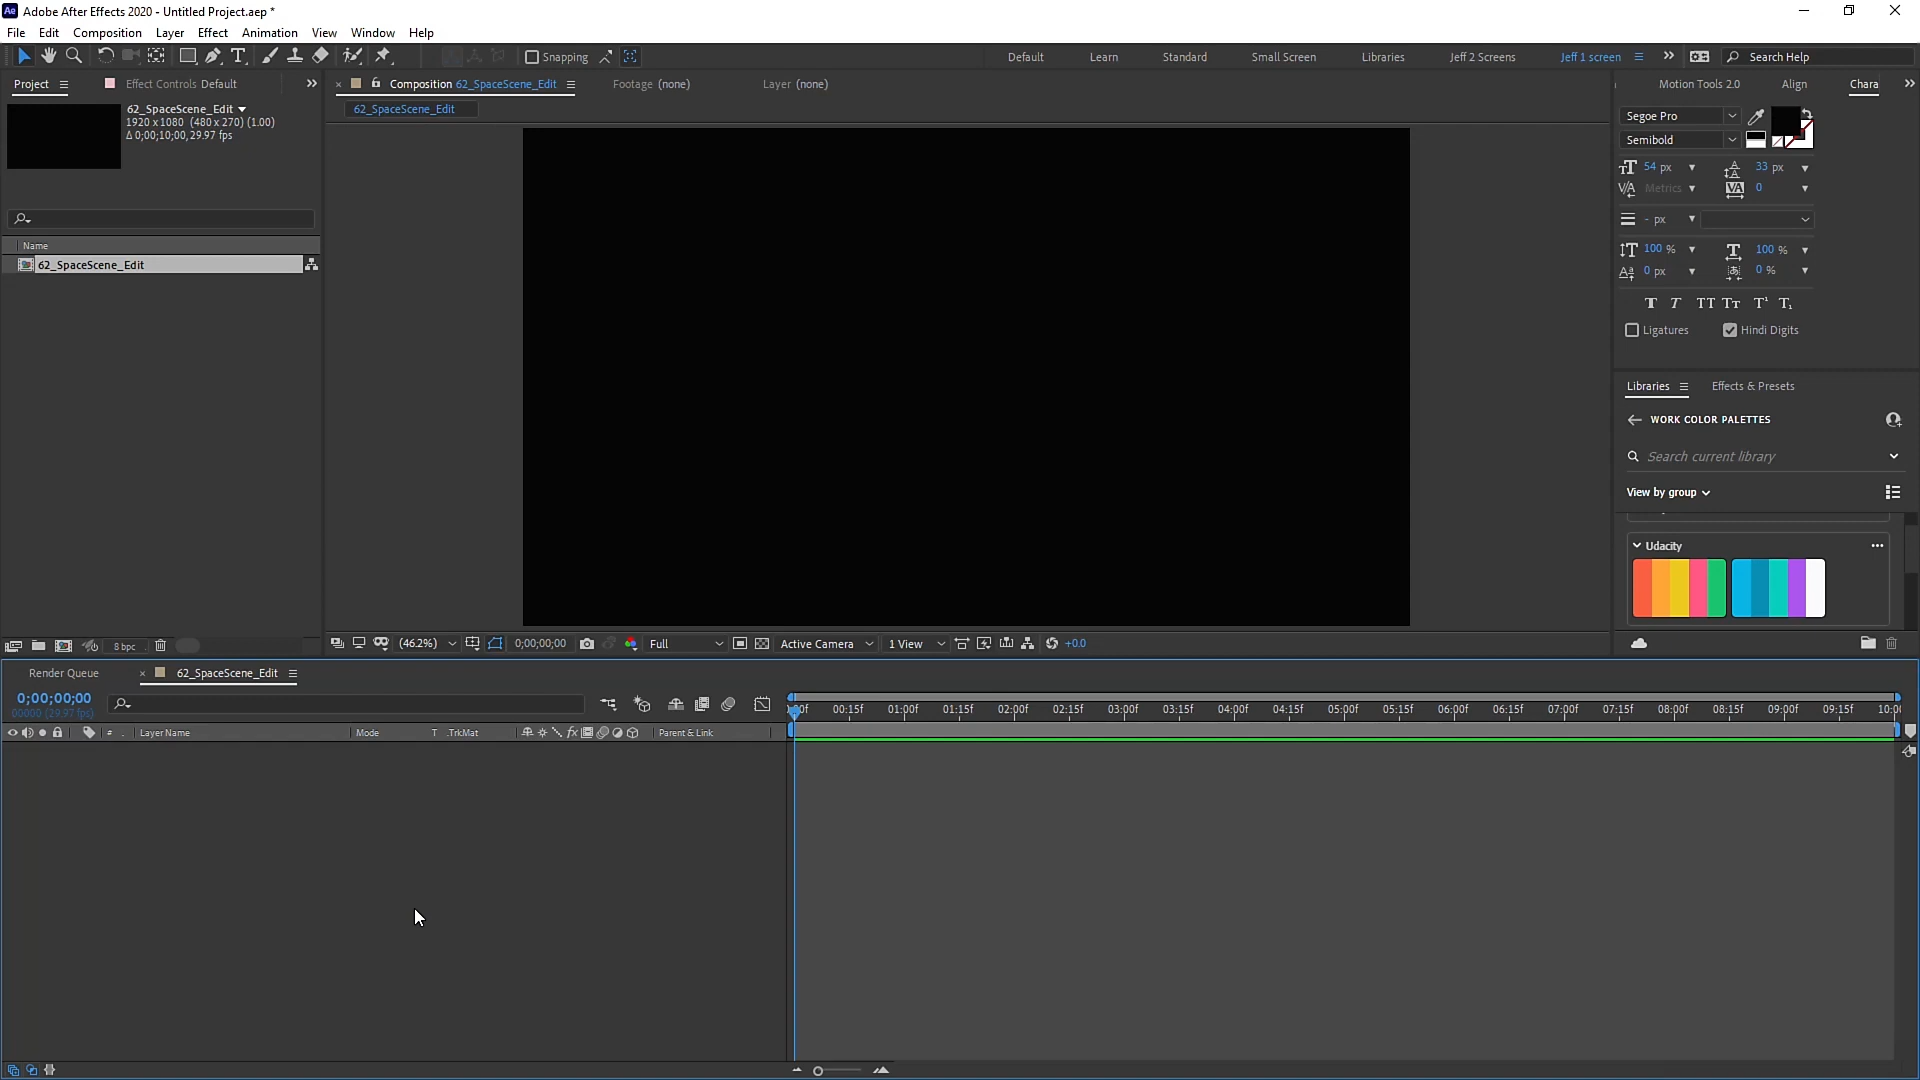 Adobe After Effects 2020 - Untitled Project.aep *
File Edit Composition Layer Effect Animation View Window Help
Snapping
Default Learn Standard Small Screen Libraries Jeff 2 Screens Jeff 1 screen Search Help
Project Effect Controls Default
Composition 62_SpaceScene_Edit Footage (none) Layer (none)
Motion Tools 2.0 Align Chara
62_SpaceScene_Edit
1920 x 1080 (480 x 270) (1.00)
Δ 0;00;10;00, 29.97 fps
62_SpaceScene_Edit
Segoe Pro
Semibold
54 px 33 px
Metrics 0
- px
100 % 100 %
0 px 0 %
T T TT Tr T¹ T₁
Ligatures Hindi Digits
Name
62_SpaceScene_Edit
Libraries Effects & Presets
WORK COLOR PALETTES
Search current library
View by group
Udacity
8 bpc
(46.2%) 0;00;00;00 Full Active Camera 1 View +0.0
Render Queue 62_SpaceScene_Edit
0;00;00;00
00000 (29.97 fps)
00:15f 01:00f 01:15f 02:00f 02:15f 03:00f 03:15f 04:00f 04:15f 05:00f 05:15f 06:00f 06:15f 07:00f 07:15f 08:00f 08:15f 09:00f 09:15f 10:00
# Layer Name Mode T .TrkMat fx Parent & Link